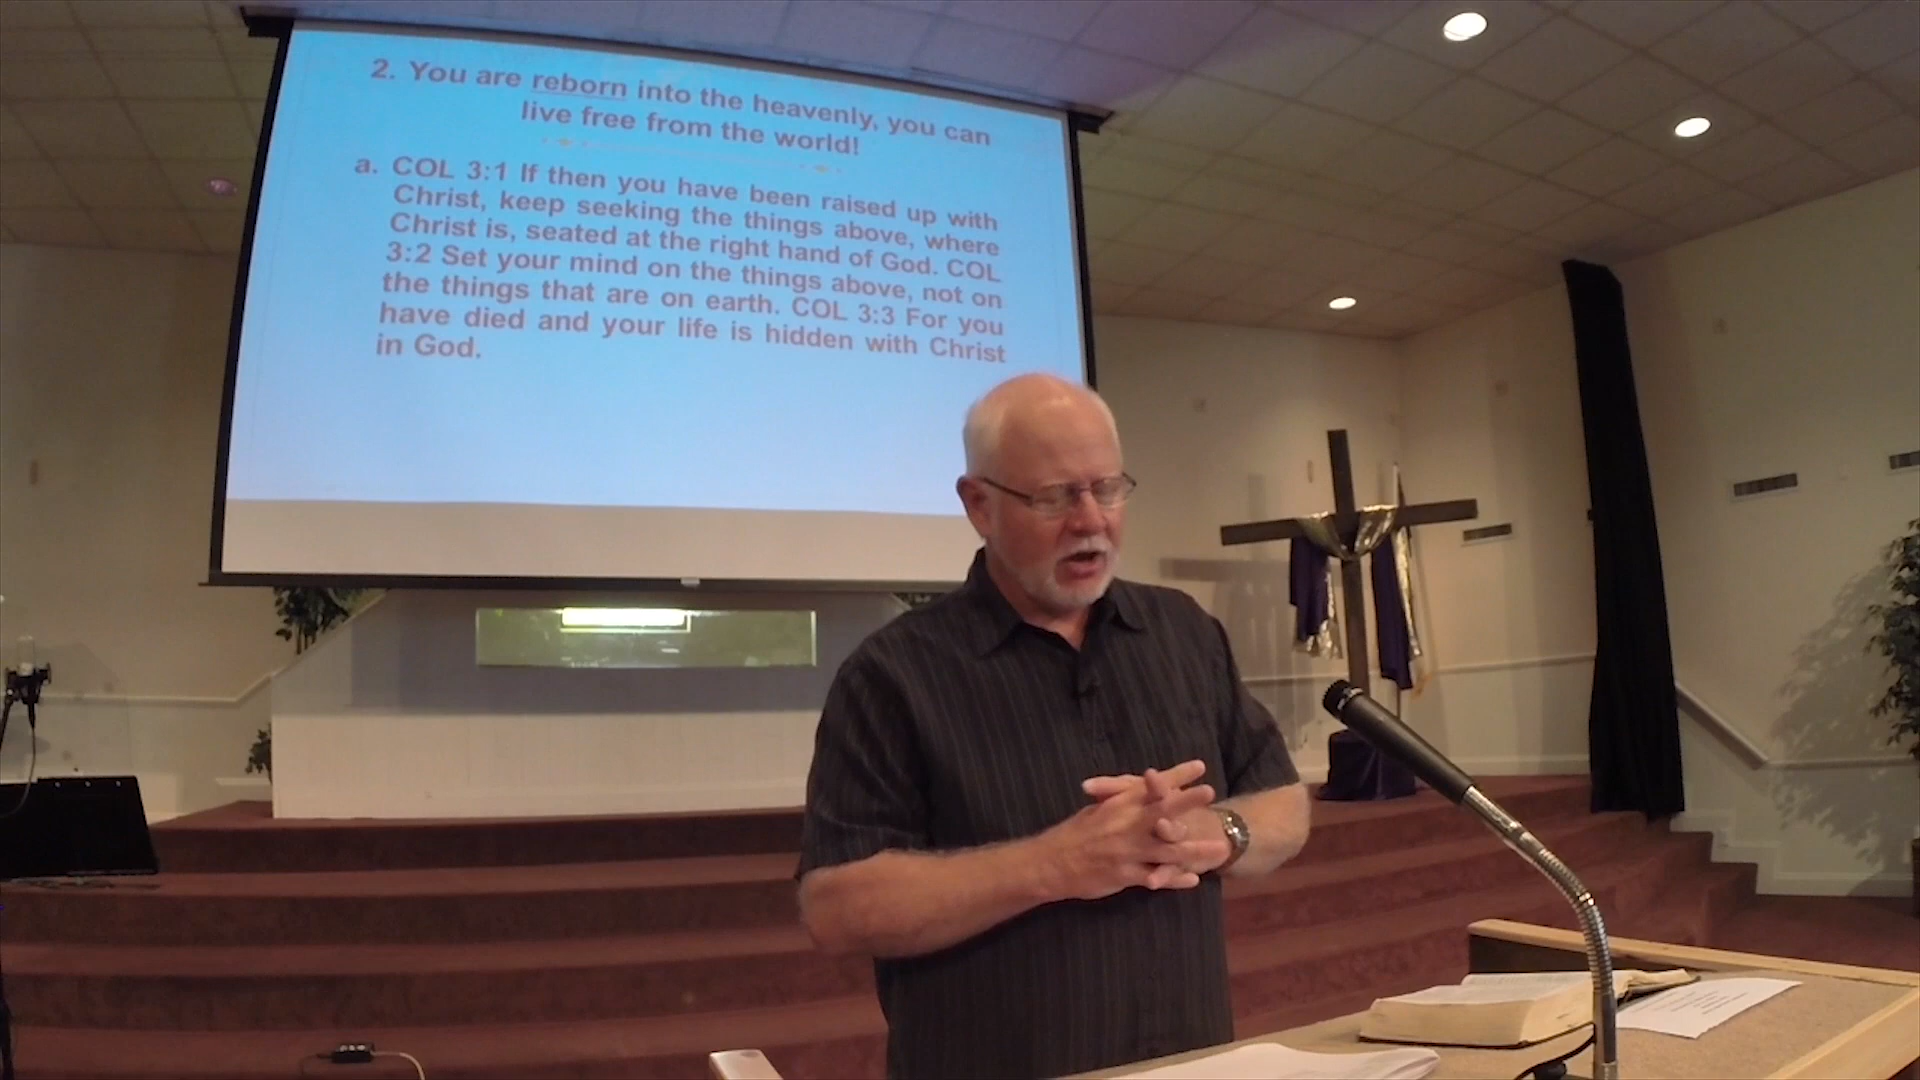 2. You are reborn into the heavenly, you can
live free from the world!
a. COL 3:1 If then you have been raised up with
Christ, keep seeking the things above, where
Christ is, seated at the right hand of God. COL
3:2 Set your mind on the things above, not on
the things that are on earth. COL 3:3 For you
have died and your life is hidden with Christ
in God.